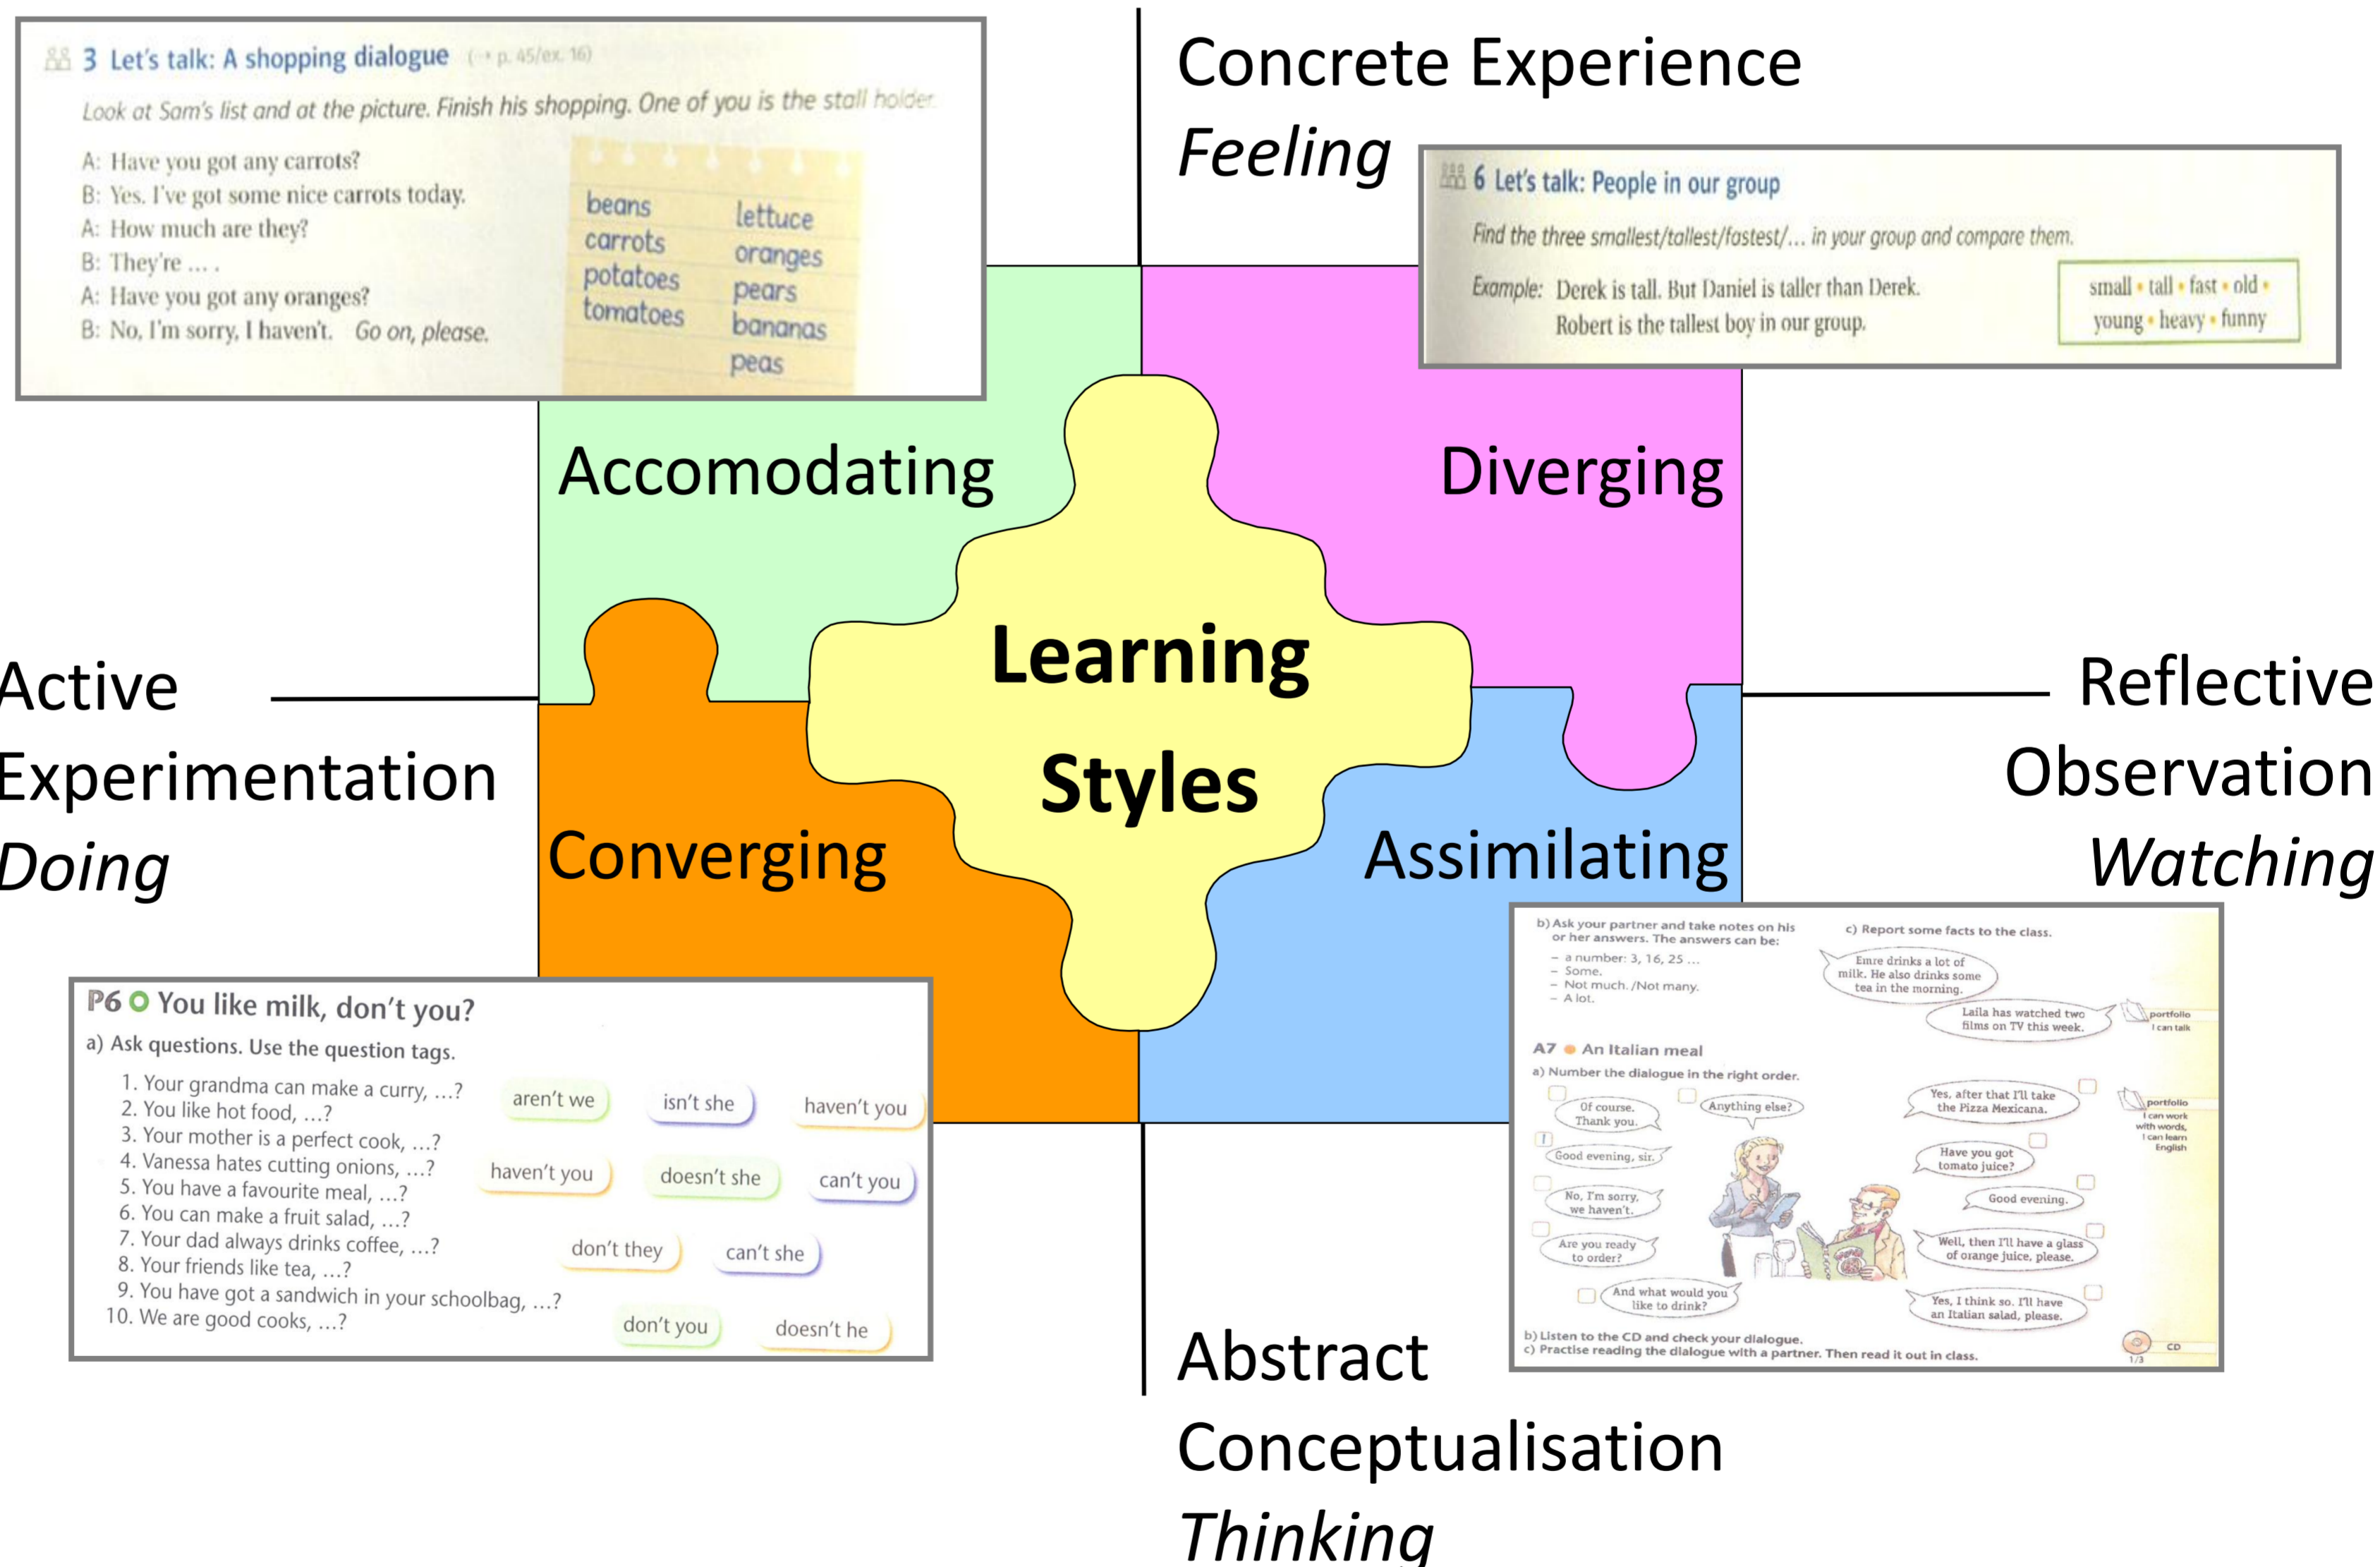 3 Let's talk: A shopping dialogue (→ p. 45/ex. 16)
Look at Sam's list and at the picture. Finish his shopping. One of you is the stall holder.
A: Have you got any carrots?
B: Yes. I've got some nice carrots today.
A: How much are they?
B: They're ... .
A: Have you got any oranges?
B: No, I'm sorry, I haven't. Go on, please.
beans
carrots
potatoes
tomatoes
lettuce
oranges
pears
bananas
peas
Concrete Experience
Feeling
6 Let's talk: People in our group
Find the three smallest/tallest/fastest/... in your group and compare them.
Example: Derek is tall. But Daniel is taller than Derek.
Robert is the tallest boy in our group.
small • tall • fast • old •
young • heavy • funny
Accomodating
Diverging
Learning
Styles
Active
Experimentation
Doing
Reflective
Observation
Watching
Converging
Assimilating
P6 You like milk, don't you?
a) Ask questions. Use the question tags.
1. Your grandma can make a curry, ...?
2. You like hot food, ...?
3. Your mother is a perfect cook, ...?
4. Vanessa hates cutting onions, ...?
5. You have a favourite meal, ...?
6. You can make a fruit salad, ...?
7. Your dad always drinks coffee, ...?
8. Your friends like tea, ...?
9. You have got a sandwich in your schoolbag, ...?
10. We are good cooks, ...?
aren't we
isn't she
haven't you
haven't you
doesn't she
can't you
don't they
can't she
don't you
doesn't he
b) Ask your partner and take notes on his
or her answers. The answers can be:
– a number: 3, 16, 25 ...
– Some.
– Not much./Not many.
– A lot.
c) Report some facts to the class.
Emre drinks a lot of
milk. He also drinks some
tea in the morning.
Laila has watched two
films on TV this week.
portfolio
I can talk
A7 An Italian meal
a) Number the dialogue in the right order.
Of course.
Thank you.
Anything else?
Yes, after that I'll take
the Pizza Mexicana.
portfolio
I can work
with words,
I can learn
English
1
Good evening, sir.
Have you got
tomato juice?
No, I'm sorry,
we haven't.
Good evening.
Are you ready
to order?
Well, then I'll have a glass
of orange juice, please.
And what would you
like to drink?
Yes, I think so. I'll have
an Italian salad, please.
b) Listen to the CD and check your dialogue.
c) Practise reading the dialogue with a partner. Then read it out in class.
CD
1/3
Abstract
Conceptualisation
Thinking